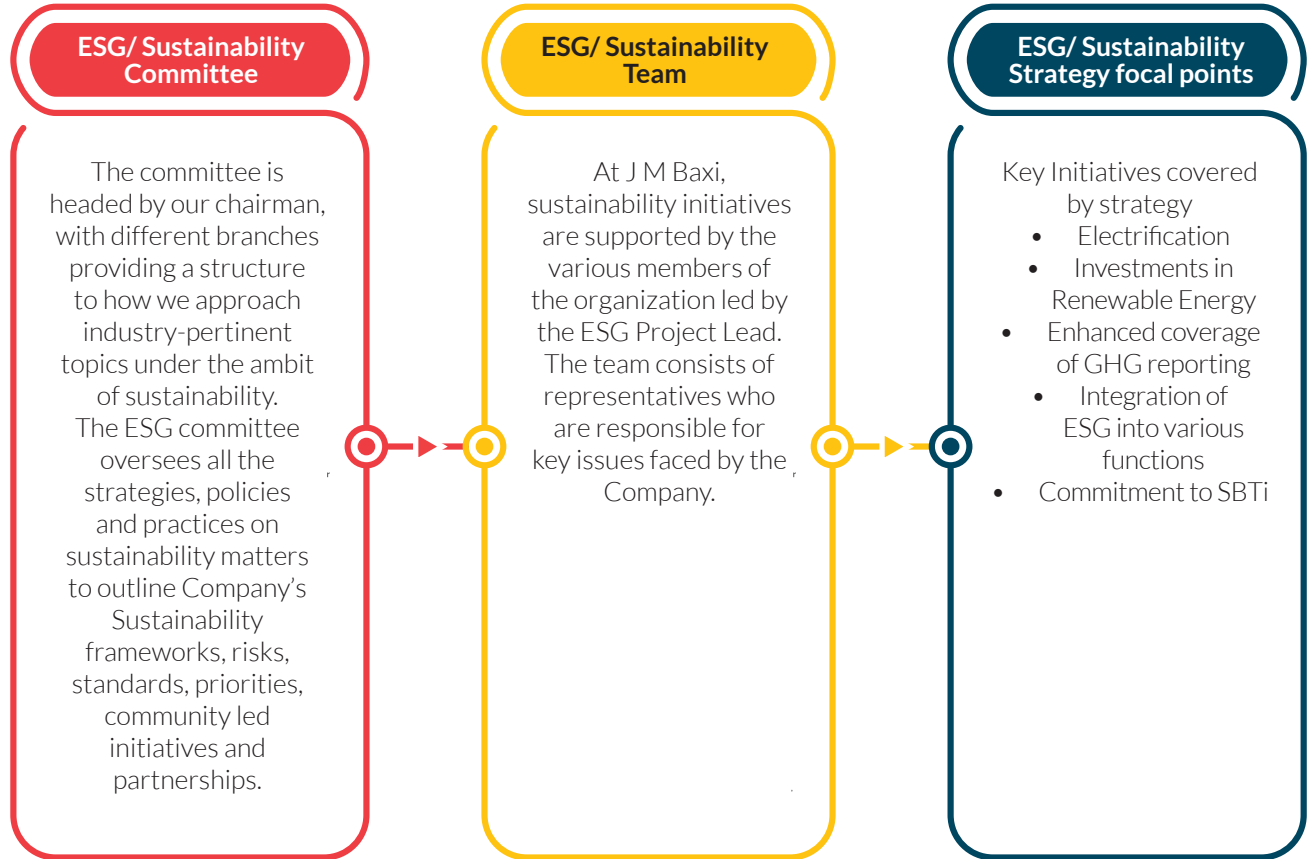 ESG/ Sustainability
Committee
The committee is
headed by our chairman,
with different branches
providing a structure
to how we approach
industry-pertinent
topics under the ambit
of sustainability.
The ESG committee
oversees all the
strategies, policies
and practices on
sustainability matters
to outline Company's
Sustainability
frameworks, risks,
standards, priorities,
community led
initiatives and
partnerships.
ESG/ Sustainability
Team
At J M Baxi,
sustainability initiatives
are supported by the
various members of
the organization led by
the ESG Project Lead.
The team consists of
representatives who
are responsible for
key issues faced by the
Company.
ESG/ Sustainability
Strategy focal points
Key Initiatives covered
by strategy
• Electrification
• Investments in
Renewable Energy
• Enhanced coverage
of GHG reporting
• Integration of
ESG into various
functions
• Commitment to SBTi